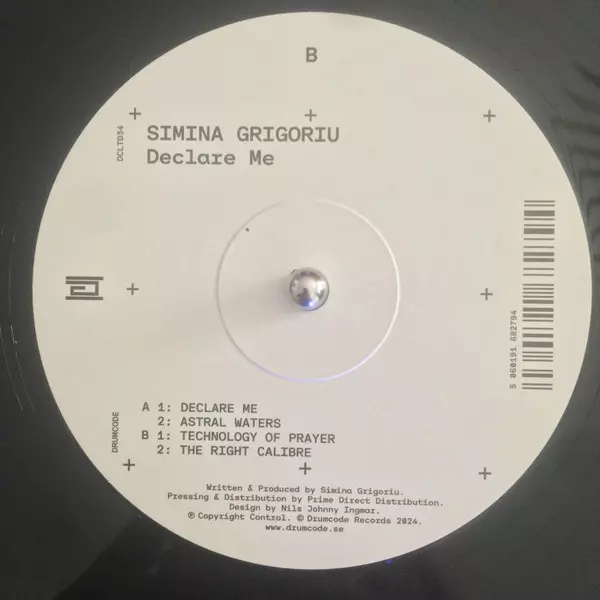 B
DCLTD34
SIMINA GRIGORIU
Declare Me
5 060191 682794
DRUMCODE
A 1: DECLARE ME
2: ASTRAL WATERS
B 1: TECHNOLOGY OF PRAYER
2: THE RIGHT CALIBRE
Written & Produced by Simina Grigoriu.
Pressing & Distribution by Prime Direct Distribution.
Design by Nils Johnny Ingmar.
℗ Copyright Control. © Drumcode Records 2024.
www.drumcode.se